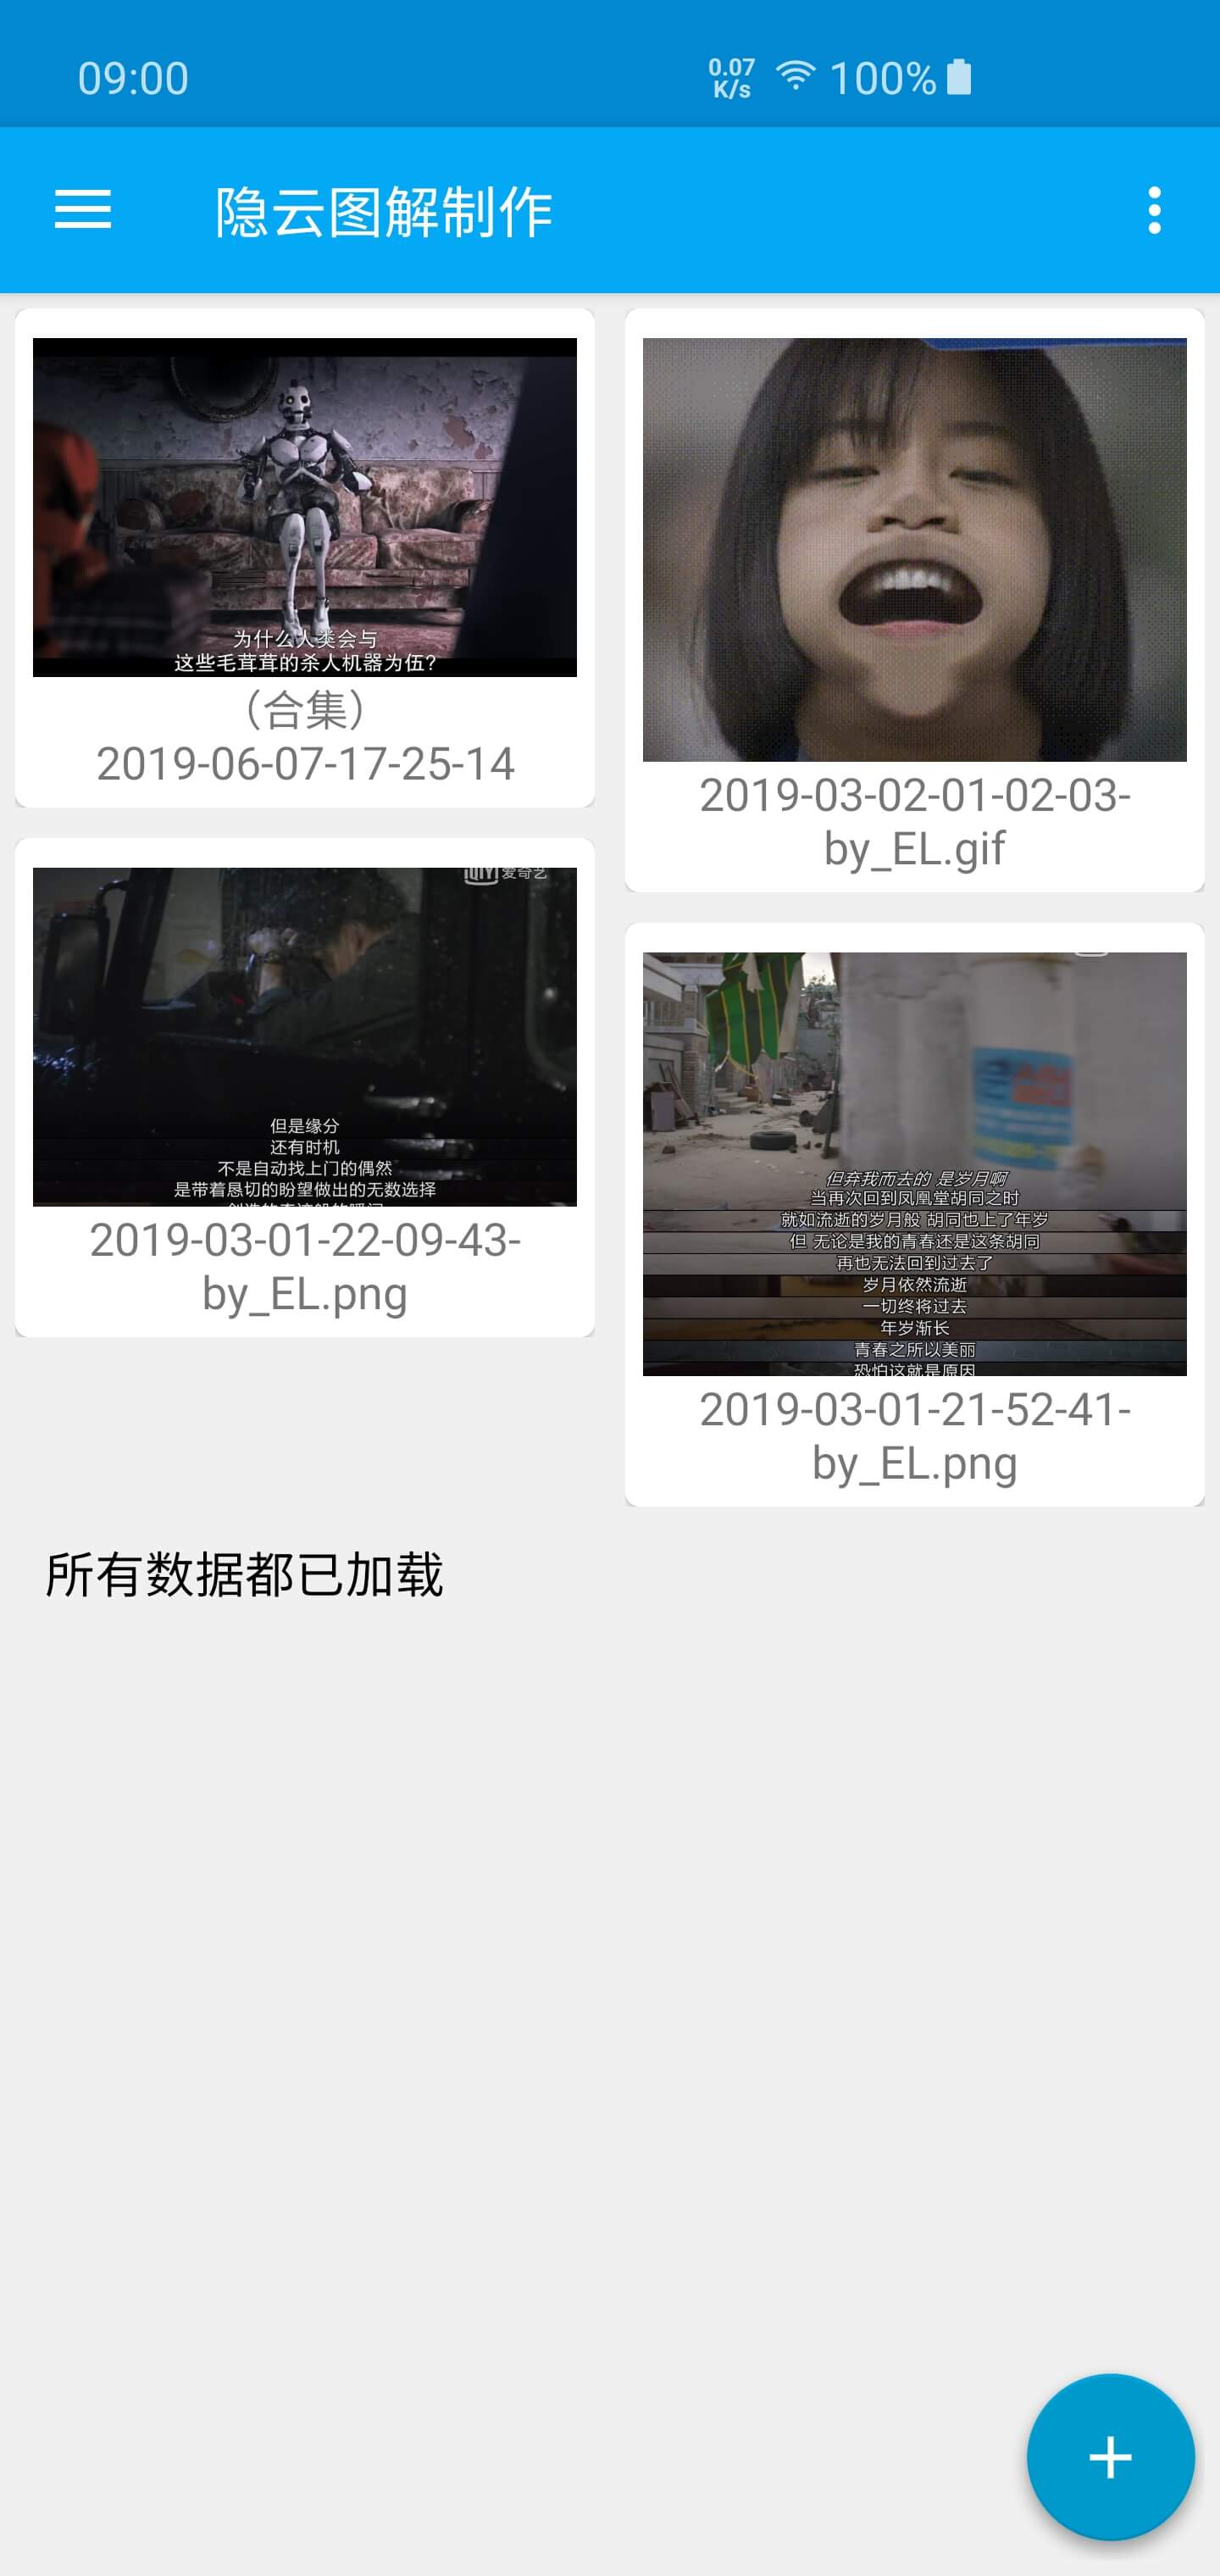 09:00
0.07
K/s
100%
隐云图解制作
为什么人类会与
这些毛茸茸的杀人机器为伍?
（合集）
2019-06-07-17-25-14
2019-03-02-01-02-03-
by_EL.gif
爱奇艺
但是缘分
还有时机
不是自动找上门的偶然
是带着恳切的盼望做出的无数选择
2019-03-01-22-09-43-
by_EL.png
但弃我而去的 是岁月啊
当再次回到凤凰堂胡同之时
就如流逝的岁月般 胡同也上了年岁
但 无论是我的青春还是这条胡同
再也无法回到过去了
岁月依然流逝
一切终将过去
年岁渐长
青春之所以美丽
恐怕这就是原因
2019-03-01-21-52-41-
by_EL.png
所有数据都已加载